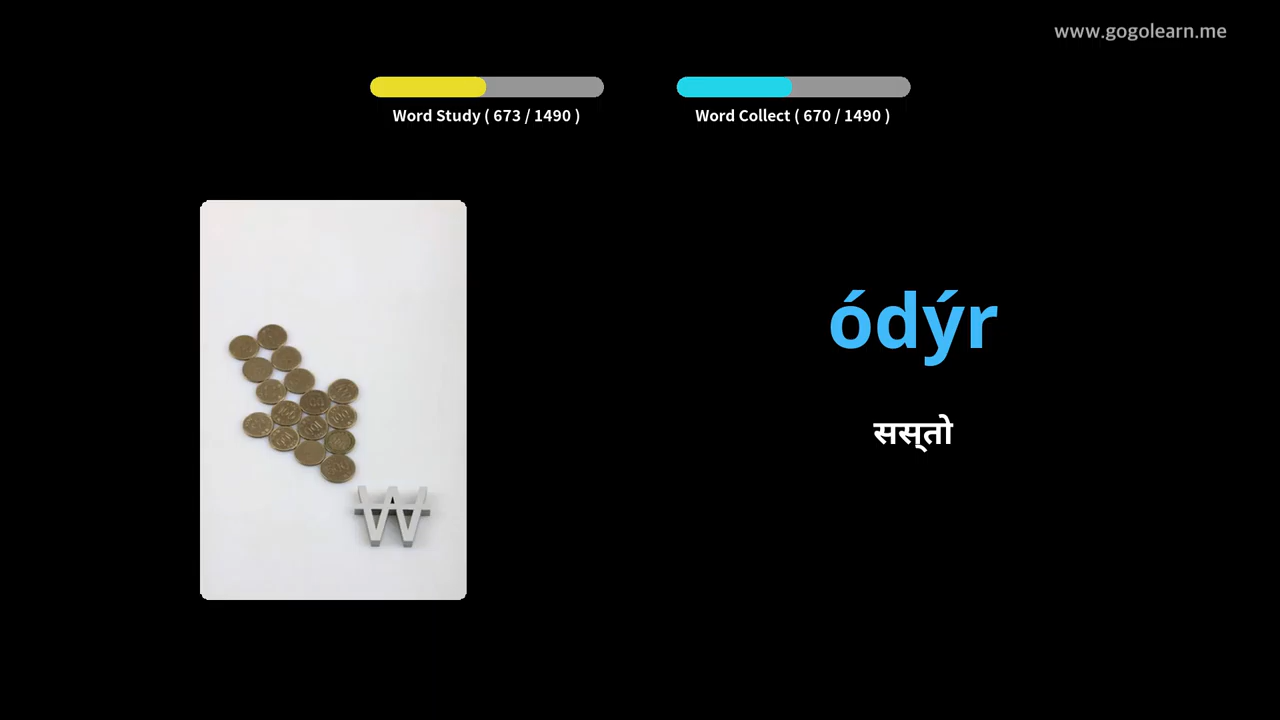 www.gogolearn.me
Word Study ( 673 / 1490 )
Word Collect ( 670 / 1490 )
ódýr
सस्तो
₩